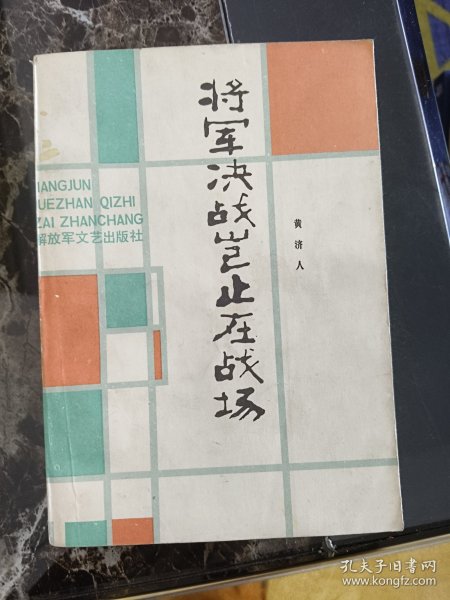 将军决战岂止在战场
黄济人
IANGJUN
UEZHAN QIZHI
ZAI ZHANCHANG
解放军文艺出版社
孔夫子旧书网
www.kongfz.com